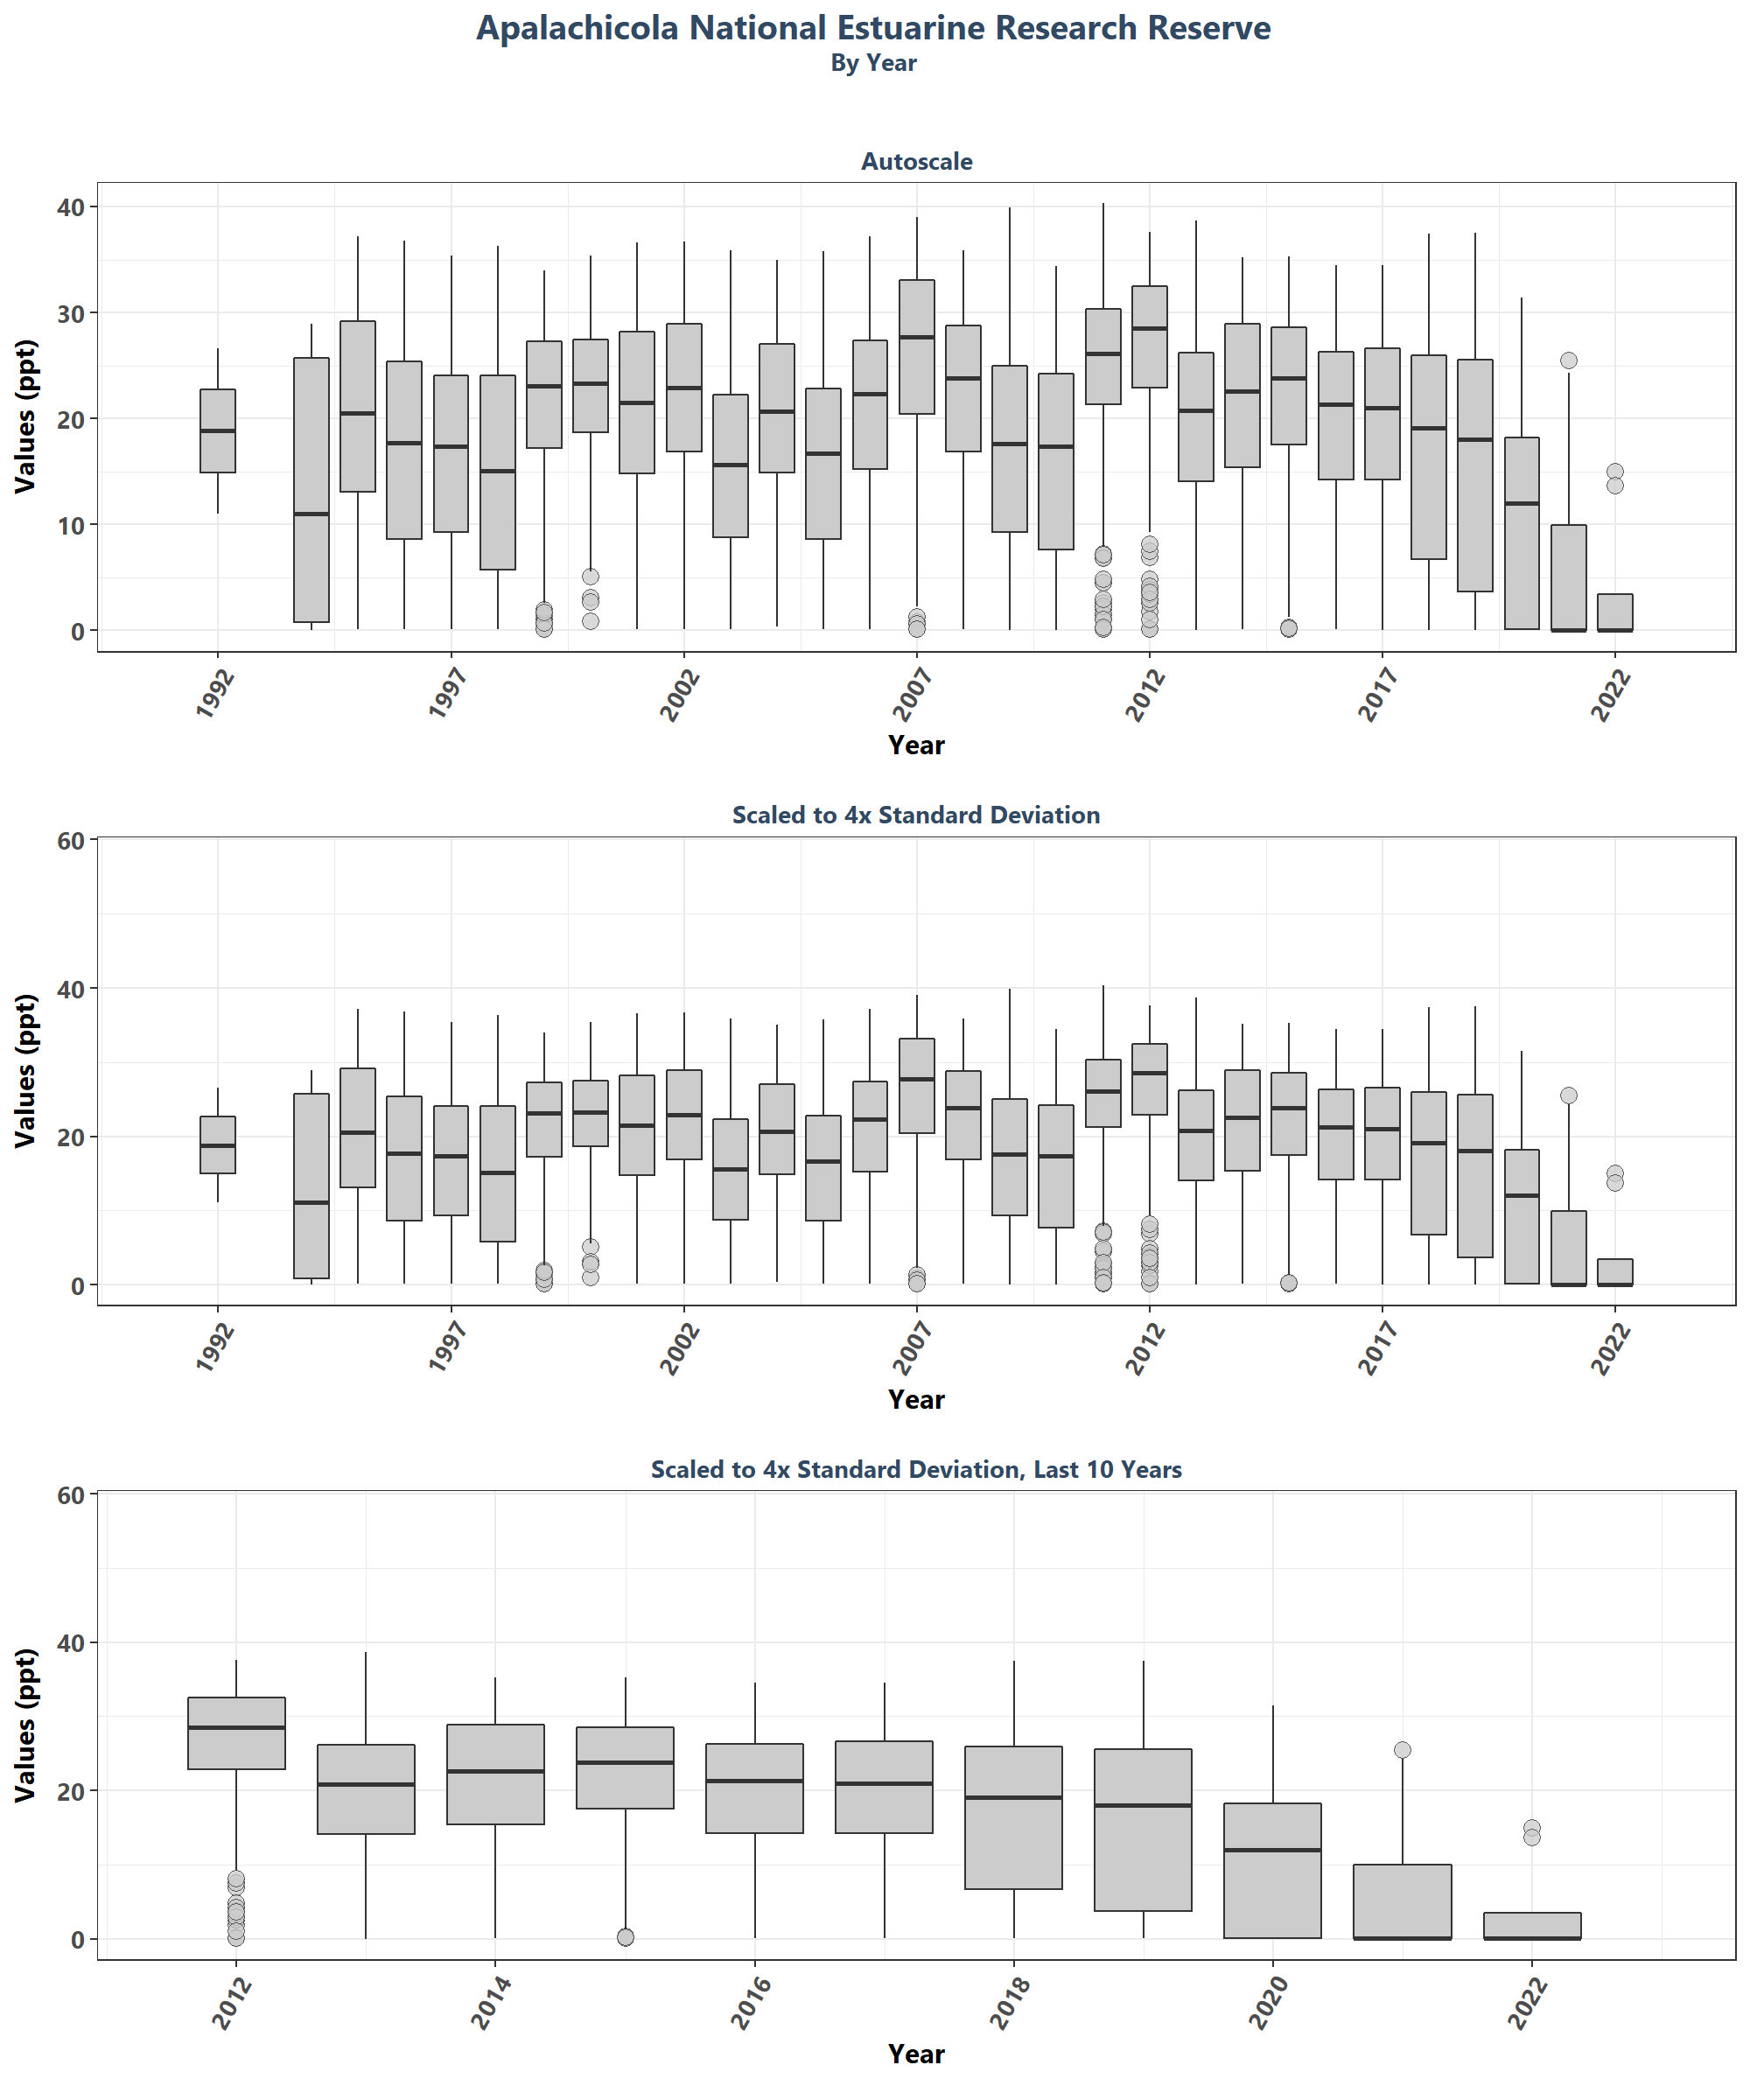 Apalachicola National Estuarine Research Reserve
By Year
Autoscale
Values (ppt)
40
30
20
10
0
1992 1997 2002 2007 2012 2017 2022
Year
Scaled to 4x Standard Deviation
Values (ppt)
60
40
20
0
1992 1997 2002 2007 2012 2017 2022
Year
Scaled to 4x Standard Deviation, Last 10 Years
Values (ppt)
60
40
20
0
2012 2014 2016 2018 2020 2022
Year